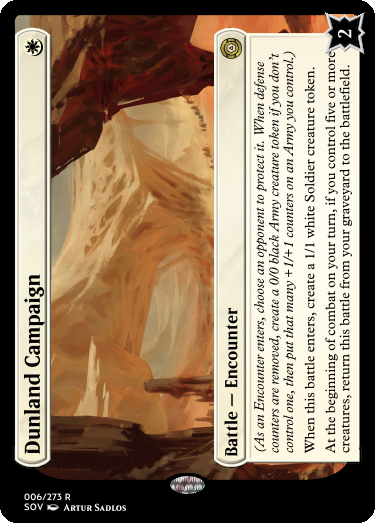 Dunland Campaign
Battle — Encounter
2
(As an Encounter enters, choose an opponent to protect it. When defense
counters are removed, create a 0/0 black Army creature token if you don't
control one, then put that many +1/+1 counters on an Army you control.)
When this battle enters, create a 1/1 white Soldier creature token.
At the beginning of combat on your turn, if you control five or more
creatures, return this battle from your graveyard to the battlefield.
006/273 R
SOV Artur Sadlos